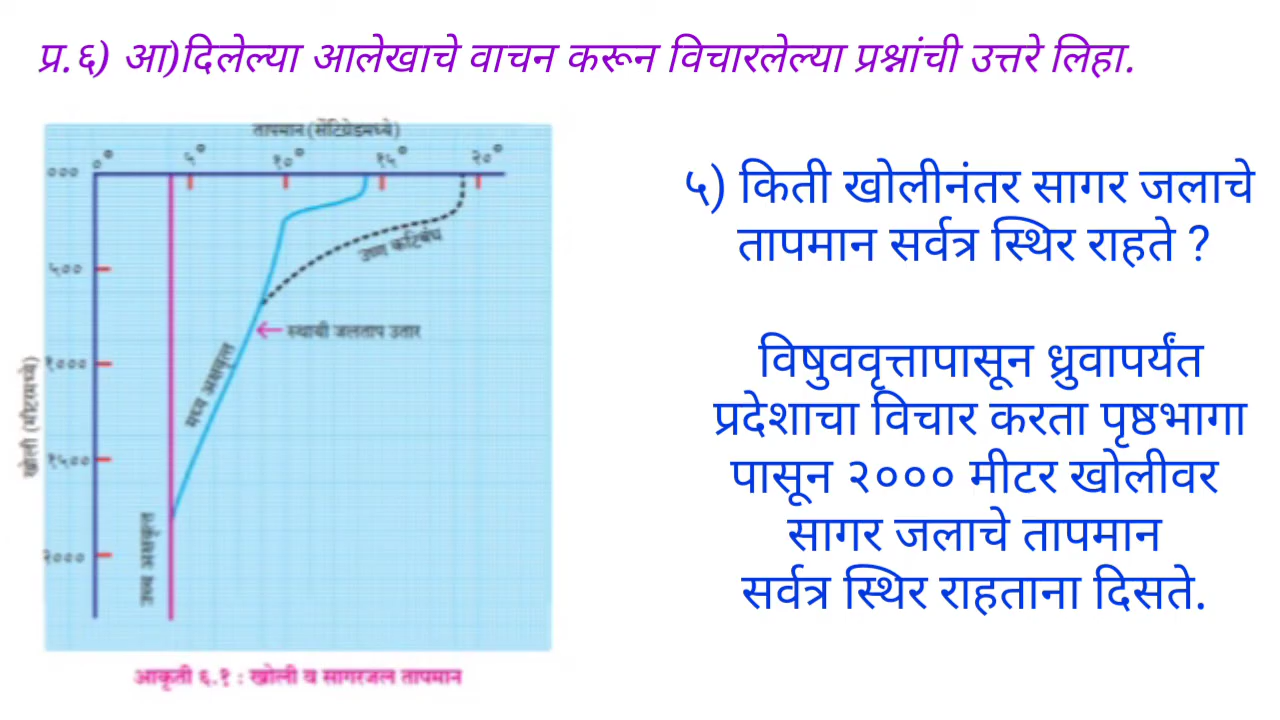 प्र.६) आ)दिलेल्या आलेखाचे वाचन करून विचारलेल्या प्रश्नांची उत्तरे लिहा.
तापमान (सेंटिग्रेडमध्ये)
०° ५° १०° १५° २०°
०००
५००
१०००
१५००
२०००
खोली (मीटरमध्ये)
उष्ण कटिबंध
स्थायी जलताप उतार
मध्य अक्षवृत्त
उच्च अक्षवृत्त
आकृती ६.१ : खोली व सागरजल तापमान
५) किती खोलीनंतर सागर जलाचे
तापमान सर्वत्र स्थिर राहते ?
विषुववृत्तापासून ध्रुवापर्यंत
प्रदेशाचा विचार करता पृष्ठभागा
पासून २००० मीटर खोलीवर
सागर जलाचे तापमान
सर्वत्र स्थिर राहताना दिसते.